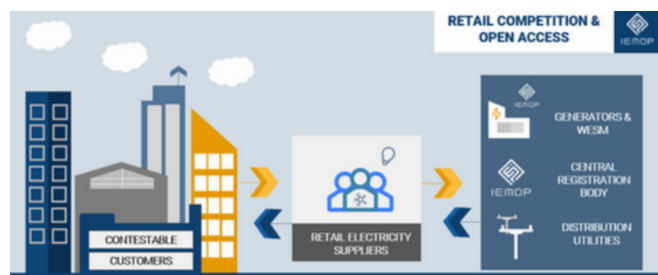 RETAIL COMPETITION &
OPEN ACCESS
IEMOP
IEMOP
GENERATORS &
WESM
IEMOP
CENTRAL
REGISTRATION
BODY
DISTRIBUTION
UTILITIES
RETAIL ELECTRICITY
SUPPLIERS
CONTESTABLE
CUSTOMERS